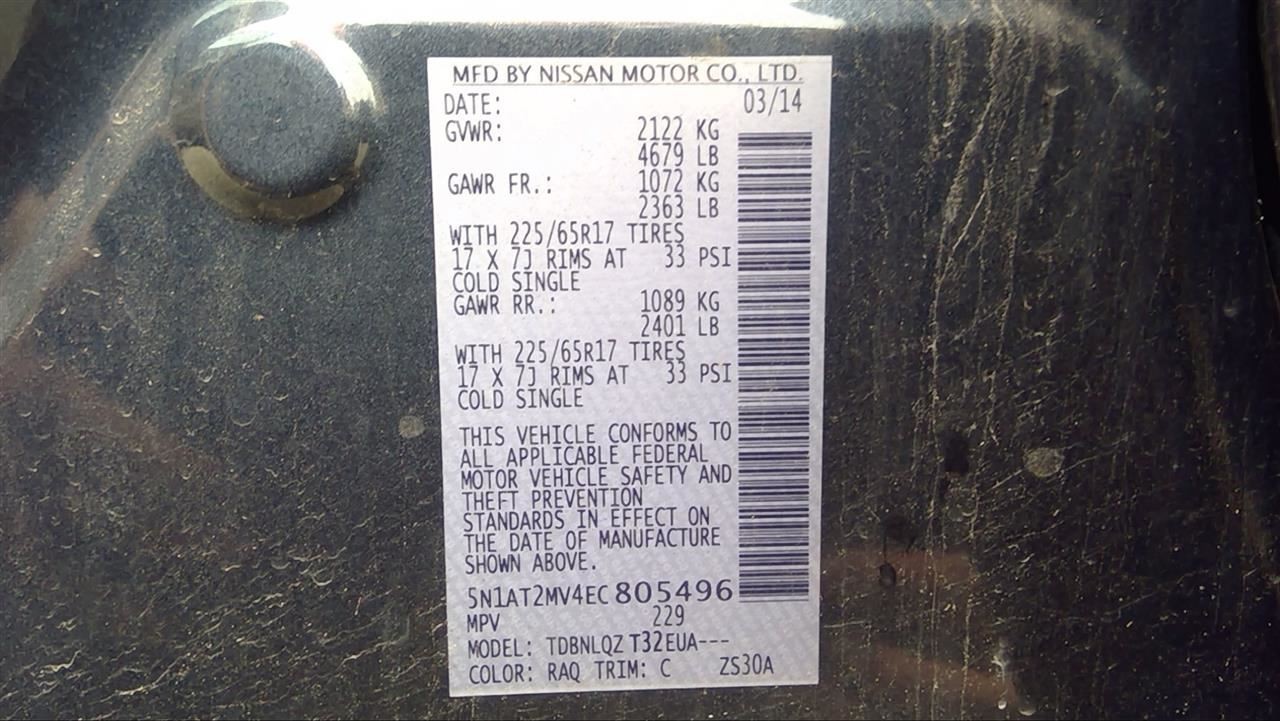 MFD BY NISSAN MOTOR CO., LTD.
DATE: 03/14
GVWR: 2122 KG
4679 LB
GAWR FR.: 1072 KG
2363 LB
WITH 225/65R17 TIRES
17 X 7J RIMS AT 33 PSI
COLD SINGLE
GAWR RR.: 1089 KG
2401 LB
WITH 225/65R17 TIRES
17 X 7J RIMS AT 33 PSI
COLD SINGLE
THIS VEHICLE CONFORMS TO
ALL APPLICABLE FEDERAL
MOTOR VEHICLE SAFETY AND
THEFT PREVENTION
STANDARDS IN EFFECT ON
THE DATE OF MANUFACTURE
SHOWN ABOVE.
5N1AT2MV4EC805496
MPV 229
MODEL: TDBNLQZ T32EUA---
COLOR: RAQ TRIM: C ZS30A